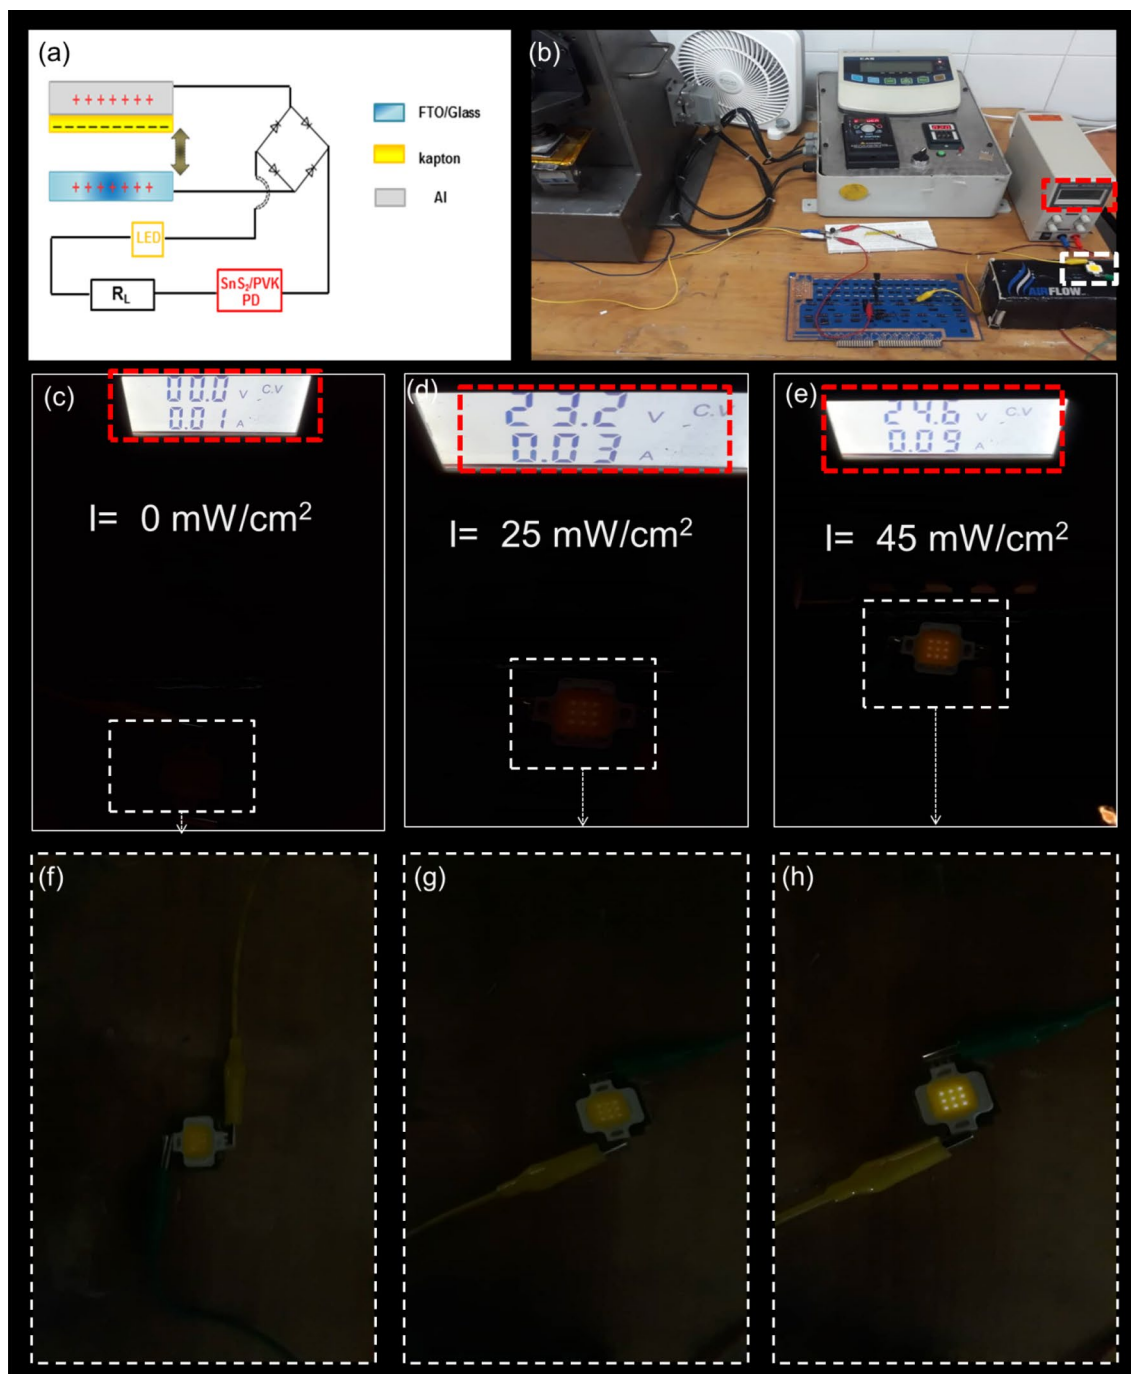 (a)
+ + + + + + +
FTO/Glass
kapton
Al
+ + + + + + +
LED
R_L
SnS₂/PVK
PD
(b)
CAS
AIRFLOW
(c)
00.0 V C.V
0.01 A
I= 0 mW/cm²
(d)
23.2 V C.V
0.03 A
I= 25 mW/cm²
(e)
24.6 V C.V
0.09 A
I= 45 mW/cm²
(f)
(g)
(h)